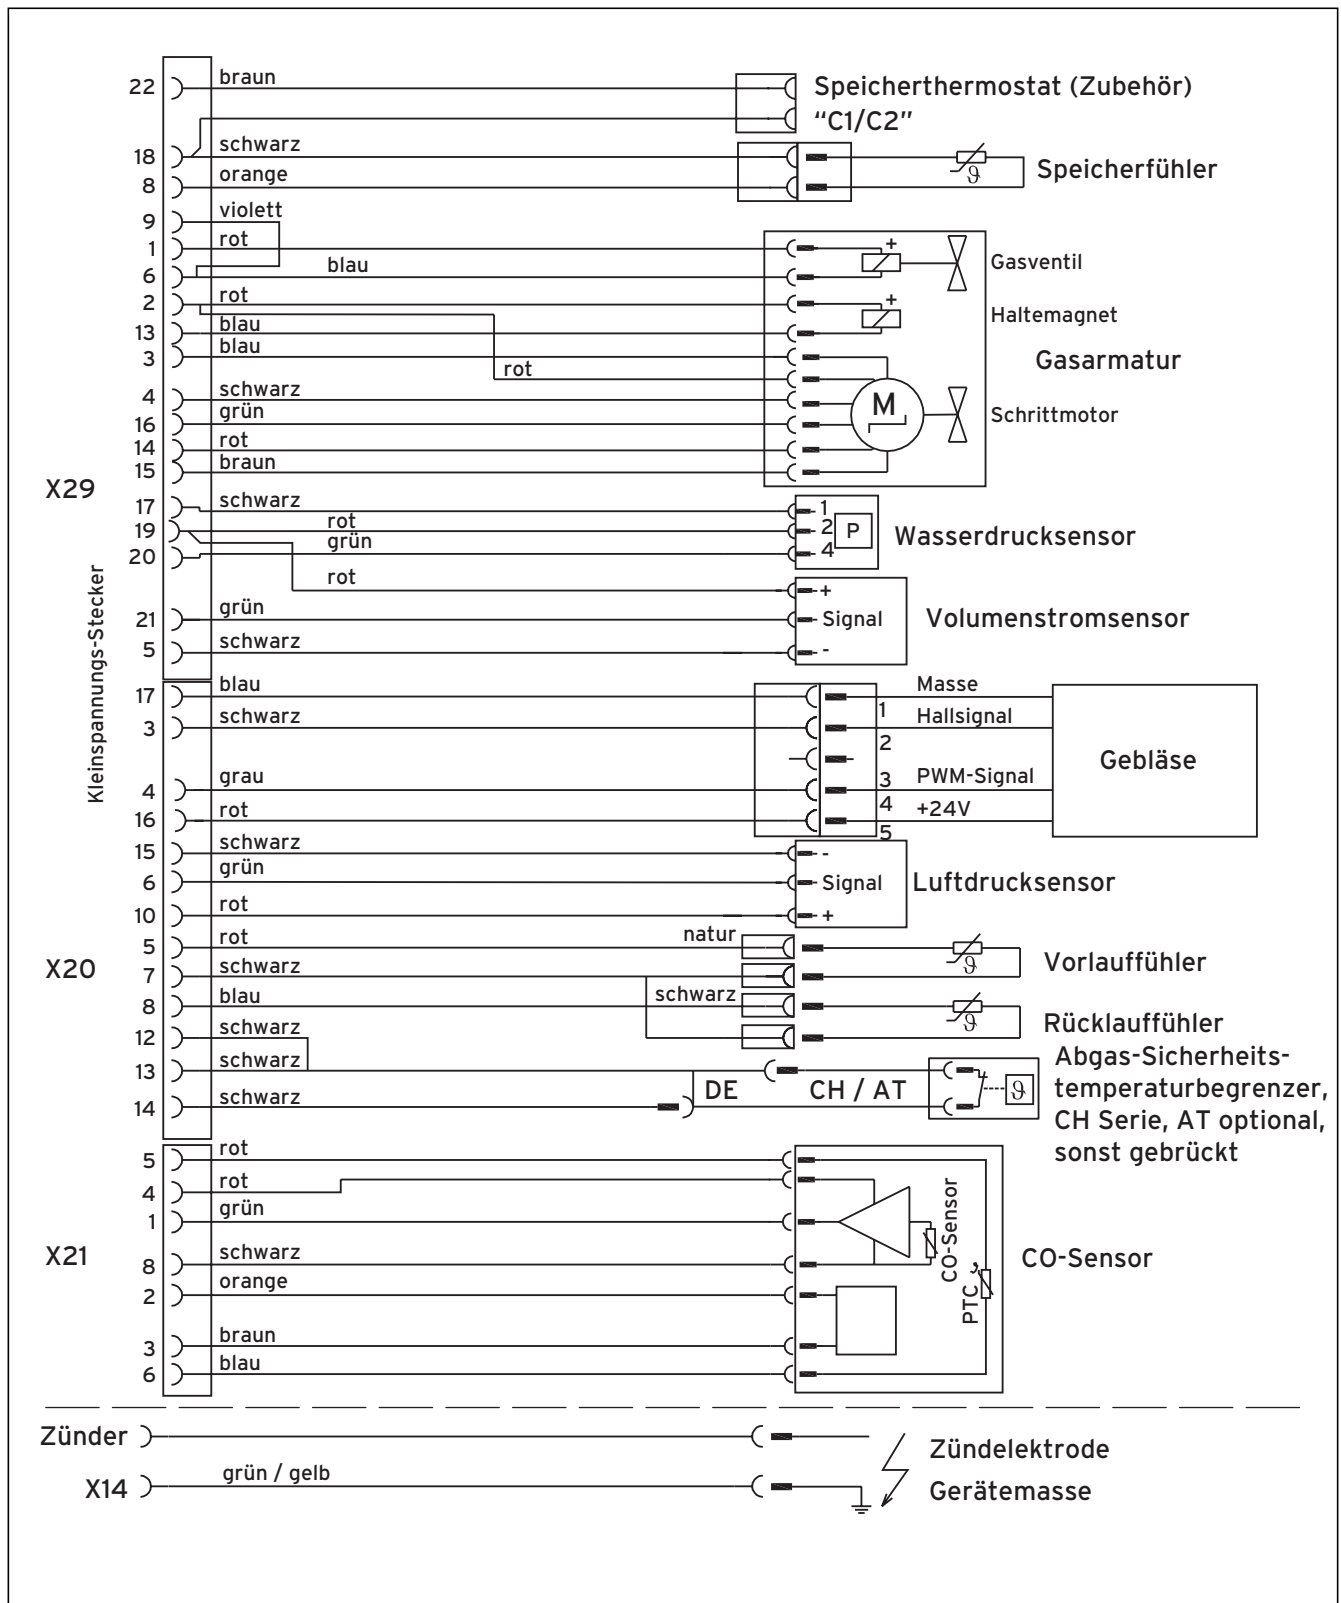 22 braun Speicherthermostat (Zubehör)
“C1/C2”
18 schwarz
8 orange ϑ Speicherfühler
9 violett
1 rot + Gasventil
6 blau
2 rot + Haltemagnet
13 blau
3 blau Gasarmatur
rot
4 schwarz M Schrittmotor
16 grün
14 rot
15 braun
X29
17 schwarz 1
19 rot 2 P Wasserdrucksensor
20 grün 4
rot +
21 grün Signal Volumenstromsensor
5 schwarz -
Kleinspannungs-Stecker
17 blau Masse
1
3 schwarz Hallsignal
2
Gebläse
4 grau 3 PWM-Signal
16 rot 4 +24V
5
15 schwarz -
6 grün Signal Luftdrucksensor
10 rot +
5 rot natur
X20
7 schwarz ϑ Vorlauffühler
8 blau schwarz
12 schwarz ϑ Rücklauffühler
13 schwarz DE CH / AT ϑ
14 schwarz
Abgas-Sicherheits-
temperaturbegrenzer,
CH Serie, AT optional,
sonst gebrückt
5 rot
4 rot
1 grün
X21
8 schwarz CO-Sensor
2 orange PTC
3 braun
6 blau
CO-Sensor
Zünder Zündelektrode
X14 grün / gelb Gerätemasse